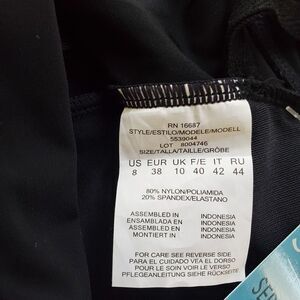 RN 16687
STYLE/ESTILO/MODELE/MODELL
5539044
LOT 8004746
SIZE/TALLA/TAILLE/GRÖBE
US EUR UK F/E IT RU
8 38 10 40 42 44
80% NYLON/POLIAMIDA
20% SPANDEX/ELASTANO
ASSEMBLED IN INDONESIA
ENSAMBLADA EN INDONESIA
ASSEMBLED EN INDONESIA
MONTIERT IN INDONESIA
FOR CARE SEE REVERSE SIDE
PARA EL CUIDADO VEA EL DORSO
POUR LE SOIN VOIR LE VERSO
PFLEGEANLEITUNG SIEHE RÜCKSEITE